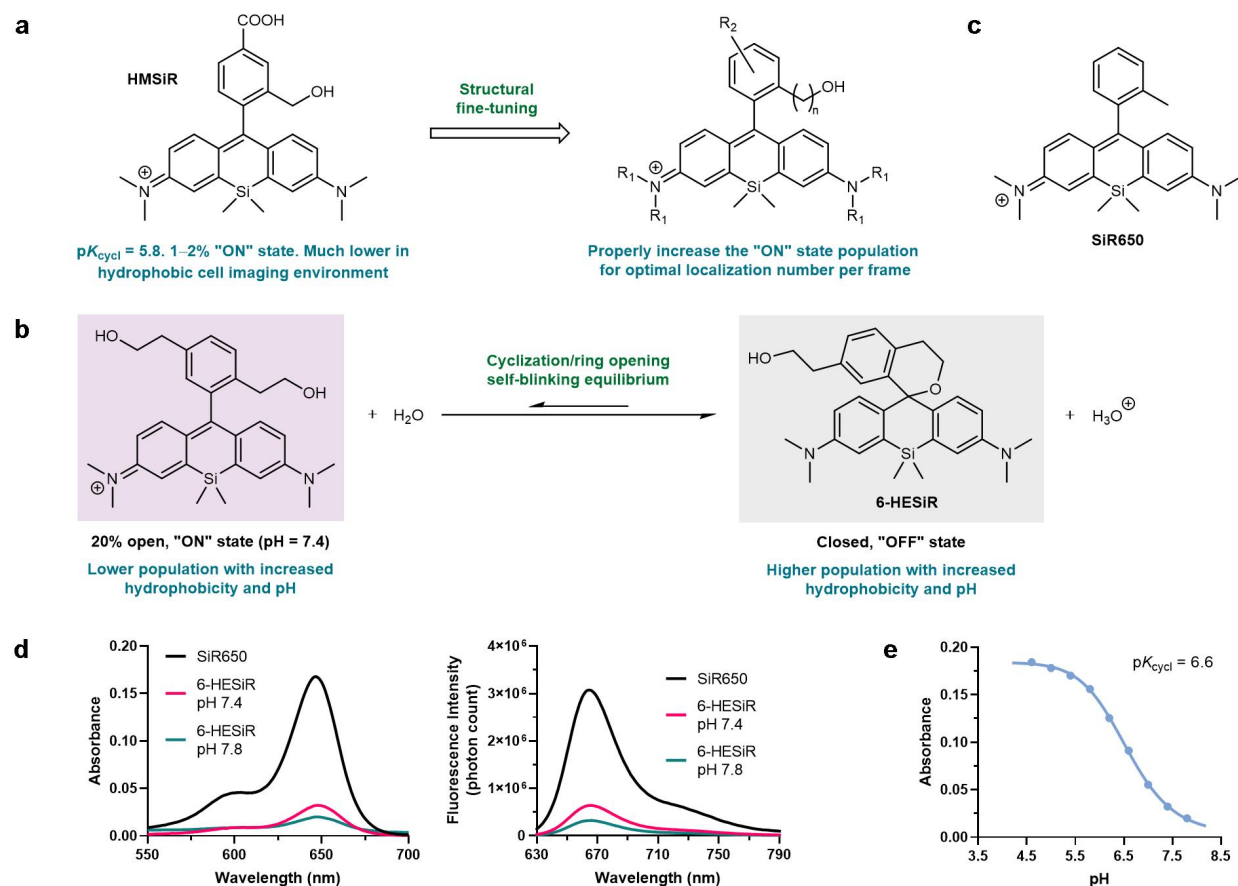 a
COOH
HMSiR
OH
N
Si
N
pKcycl = 5.8. 1–2% "ON" state. Much lower in
hydrophobic cell imaging environment
Structural
fine-tuning
R2
OH
n
R1
N
R1
Si
R1
N
R1
Properly increase the "ON" state population
for optimal localization number per frame
c
N
Si
N
SiR650
b
HO
OH
N
Si
N
20% open, "ON" state (pH = 7.4)
Lower population with increased
hydrophobicity and pH
+ H2O
Cyclization/ring opening
self-blinking equilibrium
HO
O
N
Si
N
6-HESiR
Closed, "OFF" state
Higher population with increased
hydrophobicity and pH
+ H3O⊕
d
Absorbance
0.20
0.15
0.10
0.05
0.00
SiR650
6-HESiR
pH 7.4
6-HESiR
pH 7.8
550 600 650 700
Wavelength (nm)
Fluorescence Intensity
(photon count)
4×10⁶
3×10⁶
2×10⁶
1×10⁶
0
SiR650
6-HESiR
pH 7.4
6-HESiR
pH 7.8
630 670 710 750 790
Wavelength (nm)
e
Absorbance
0.20
0.15
0.10
0.05
0.00
pKcycl = 6.6
3.5 4.5 5.5 6.5 7.5 8.5
pH